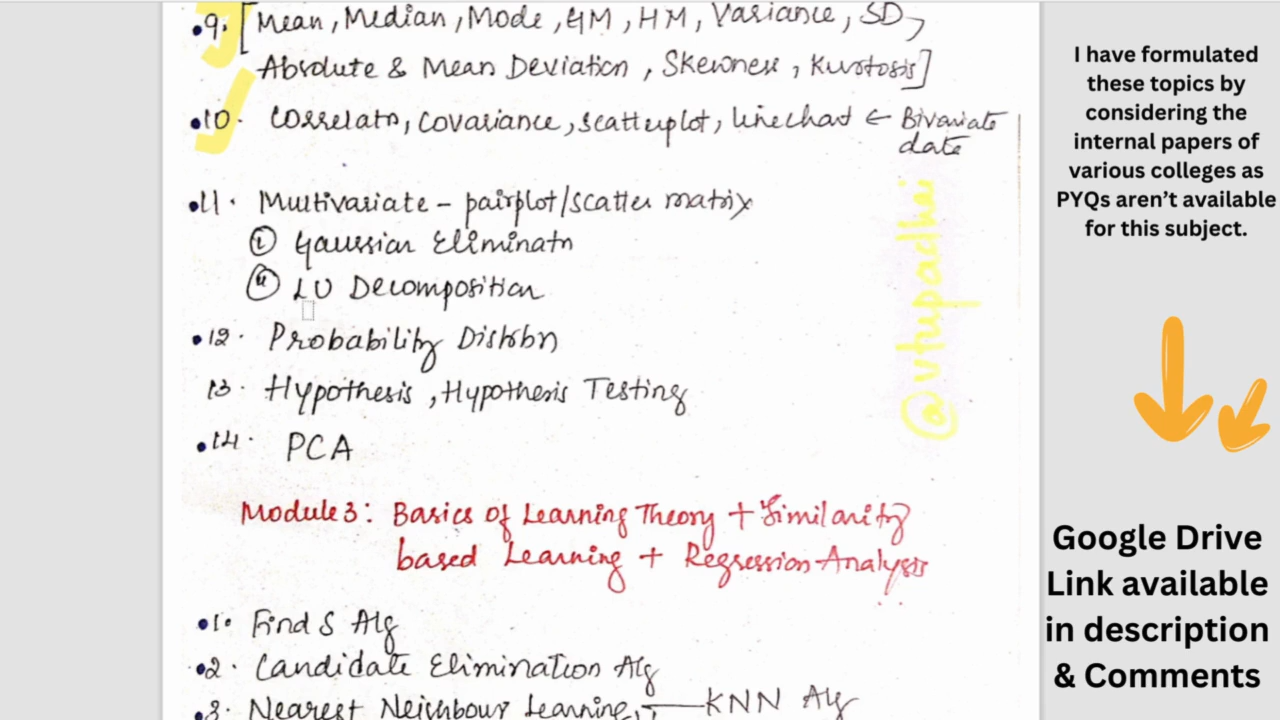 •9. [Mean, Median, Mode, GM, HM, Variance, SD,
Absolute & Mean Deviation, Skewness, Kurtosis]
•10. Correlatn, Covariance, scatterplot, linechart ← Bivariate
date
•11. Multivariate - pairplot/scatter matrix
① Gaussian Eliminatn
② LU Decomposition
•12. Probability Distrbn
13. Hypothesis, Hypothesis Testing
•14. PCA
Module 3: Basics of Learning Theory + Similarity
based Learning + Regression Analysis
•1. Find S Alg
•2. Candidate Elimination Alg
•3. Nearest Neighbour Learning, — KNN Alg
@vtupadhai
I have formulated
these topics by
considering the
internal papers of
various colleges as
PYQs aren't available
for this subject.
Google Drive
Link available
in description
& Comments